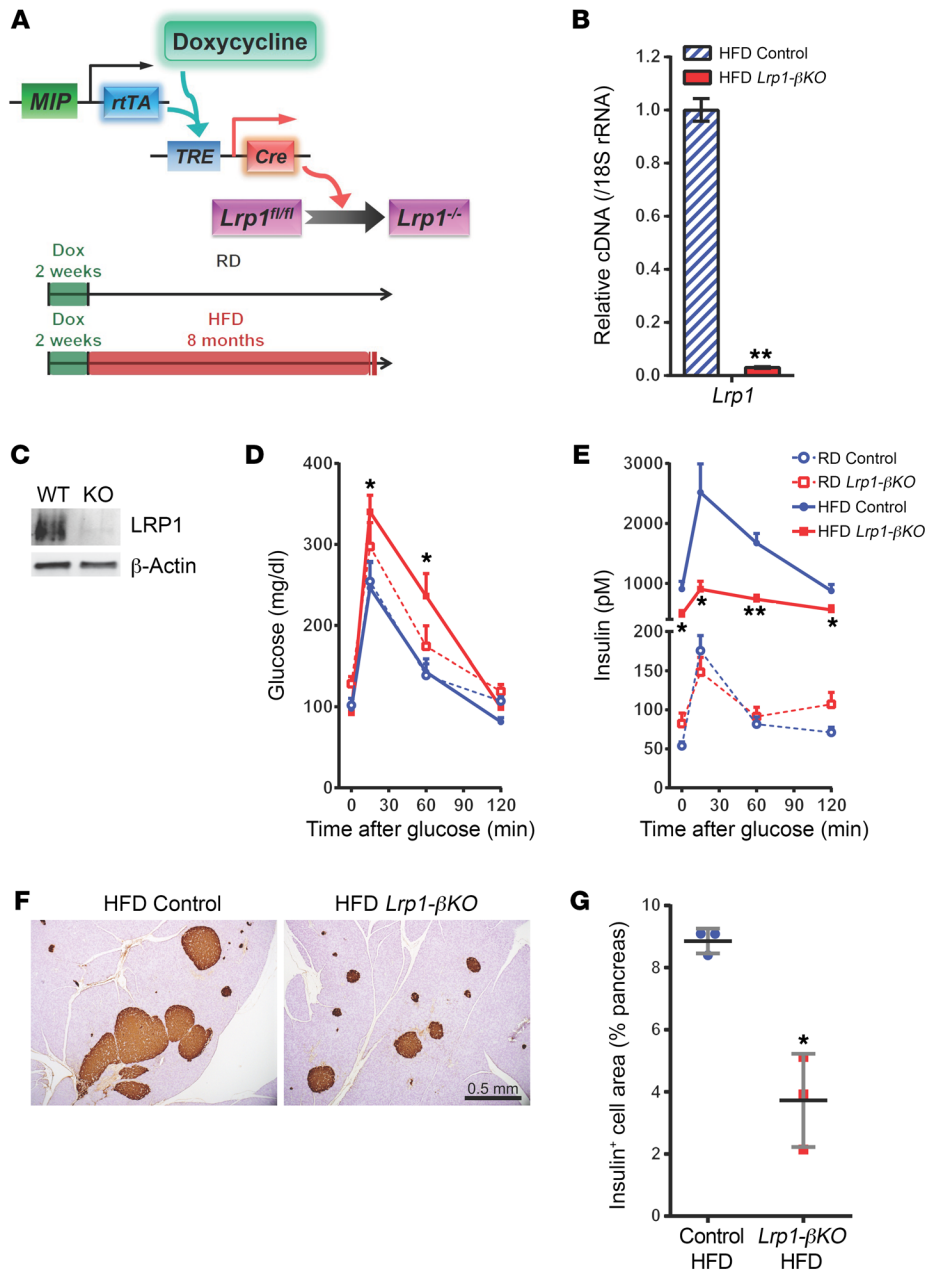 A
Doxycycline
MIP
rtTA
TRE
Cre
Lrp1fl/fl
Lrp1-/-
Dox
2 weeks
RD
Dox
2 weeks
HFD
8 months
B
HFD Control
HFD Lrp1-βKO
Relative cDNA (/18S rRNA)
1.2
1.0
0.8
0.6
0.4
0.2
0.0
**
Lrp1
C
WT KO
LRP1
β-Actin
D
Glucose (mg/dl)
400
300
200
100
0
*
*
0 30 60 90 120
Time after glucose (min)
E
RD Control
RD Lrp1-βKO
HFD Control
HFD Lrp1-βKO
Insulin (pM)
3000
2000
1000
200
150
100
50
0
*
*
**
*
0 30 60 90 120
Time after glucose (min)
F
HFD Control
HFD Lrp1-βKO
0.5 mm
G
Insulin+ cell area (% pancreas)
10
8
6
4
2
0
*
Control
HFD
Lrp1-βKO
HFD